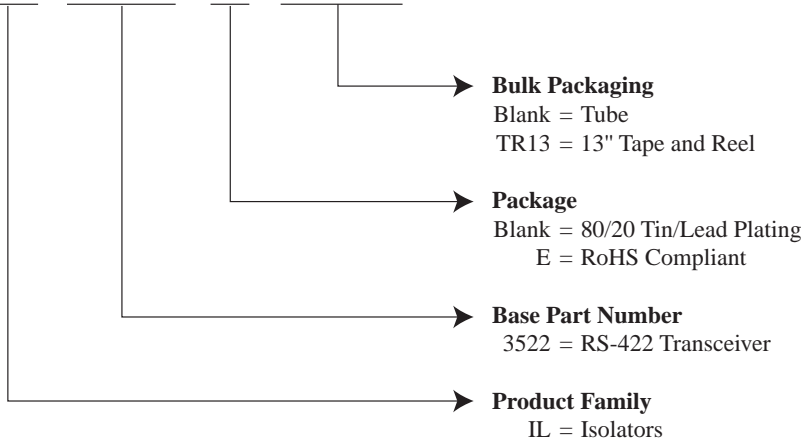 Bulk Packaging
Blank = Tube
TR13 = 13" Tape and Reel
Package
Blank = 80/20 Tin/Lead Plating
E = RoHS Compliant
Base Part Number
3522 = RS-422 Transceiver
Product Family
IL = Isolators